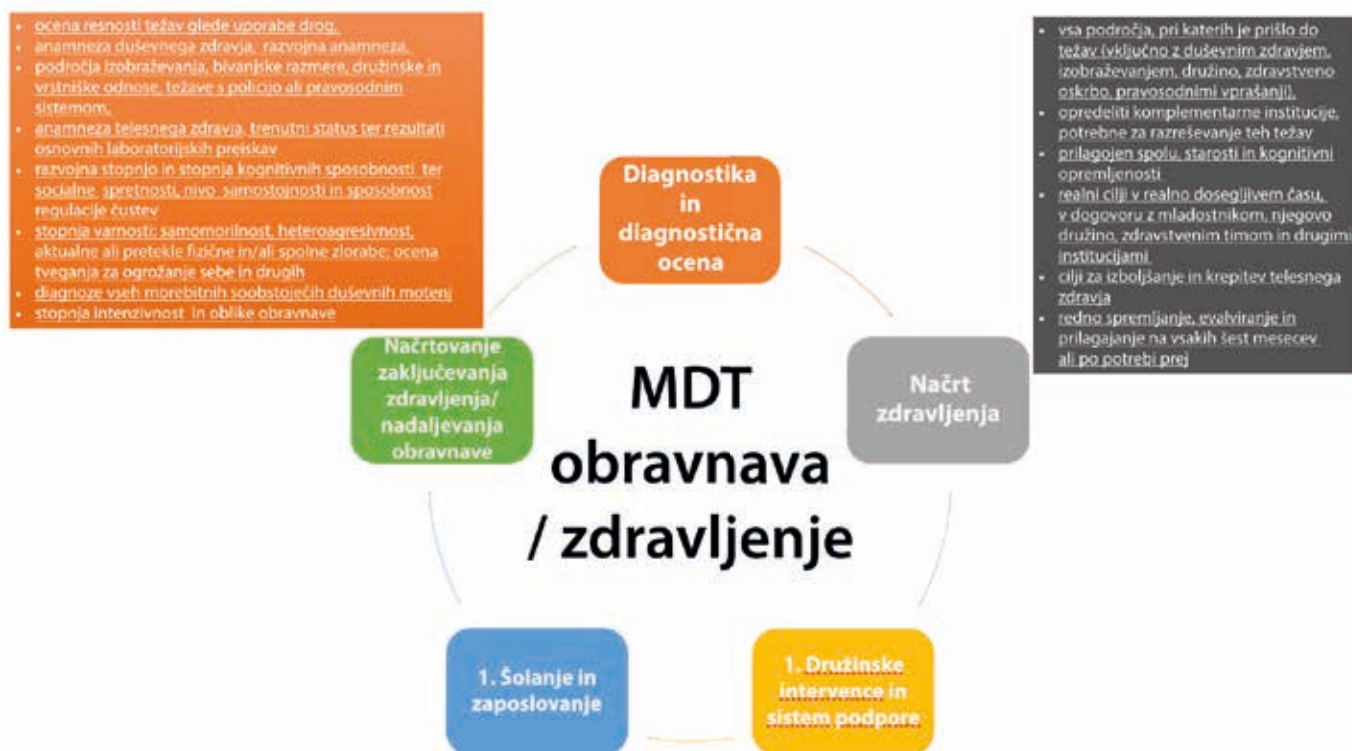 • ocena resnosti težav glede uporabe drog,
• anamneza duševnega zdravja, razvojna anamneza,
• področja izobraževanja, bivanjske razmere, družinske in
vrstniške odnose, težave s policijo ali pravosodnim
sistemom,
• anamneza telesnega zdravja, trenutni status ter rezultati
osnovnih laboratorijskih preiskav
• razvojna stopnjo in stopnja kognitivnih sposobnosti ter
socialne spretnosti, nivo samostojnosti in sposobnost
regulacije čustev
• stopnja varnosti: samomorilnost, heteroagresivnost,
aktualne ali pretekle fizične in/ali spolne zlorabe; ocena
tveganja za ogrožanje sebe in drugih
• diagnoze vseh morebitnih soobstoječih duševnih motenj
• stopnja intenzivnost in oblike obravnave
• vsa področja, pri katerih je prišlo do
težav (vključno z duševnim zdravjem,
izobraževanjem, družino, zdravstveno
oskrbo, pravosodnimi vprašanji),
• opredeliti komplementarne institucije,
potrebne za razreševanje teh težav
• prilagojen spolu, starosti in kognitivni
opremljenosti
• realni cilji v realno dosegljivem času,
v dogovoru z mladostnikom, njegovo
družino, zdravstvenim timom in drugimi
institucijami
• cilji za izboljšanje in krepitev telesnega
zdravja
• redno spremljanje, evalviranje in
prilagajanje na vsakih šest mesecev
ali po potrebi prej
Diagnostika
in
diagnostična
ocena
Načrt
zdravljenja
1. Družinske
intervence in
sistem podpore
1. Šolanje in
zaposlovanje
Načrtovanje
zaključevanja
zdravljenja/
nadaljevanja
obravnave
MDT
obravnava
/ zdravljenje